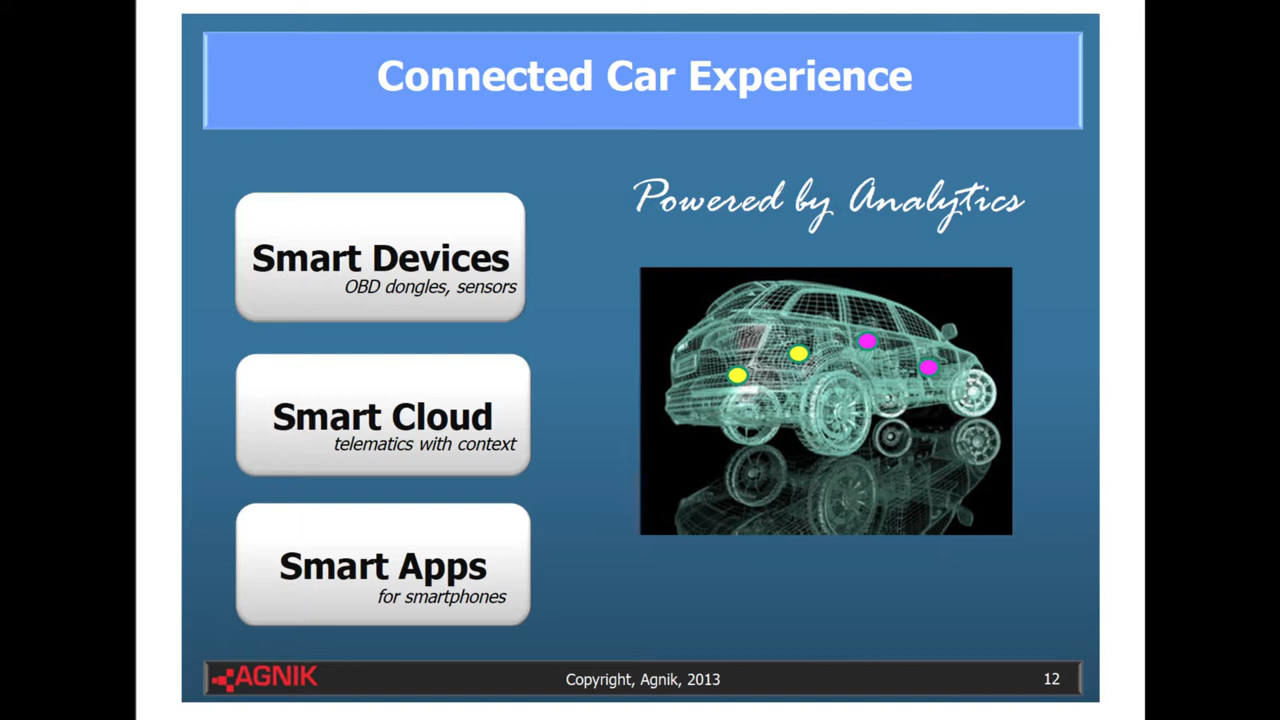 Connected Car Experience
Powered by Analytics
Smart Devices
OBD dongles, sensors
Smart Cloud
telematics with context
Smart Apps
for smartphones
AGNIK
Copyright, Agnik, 2013
12